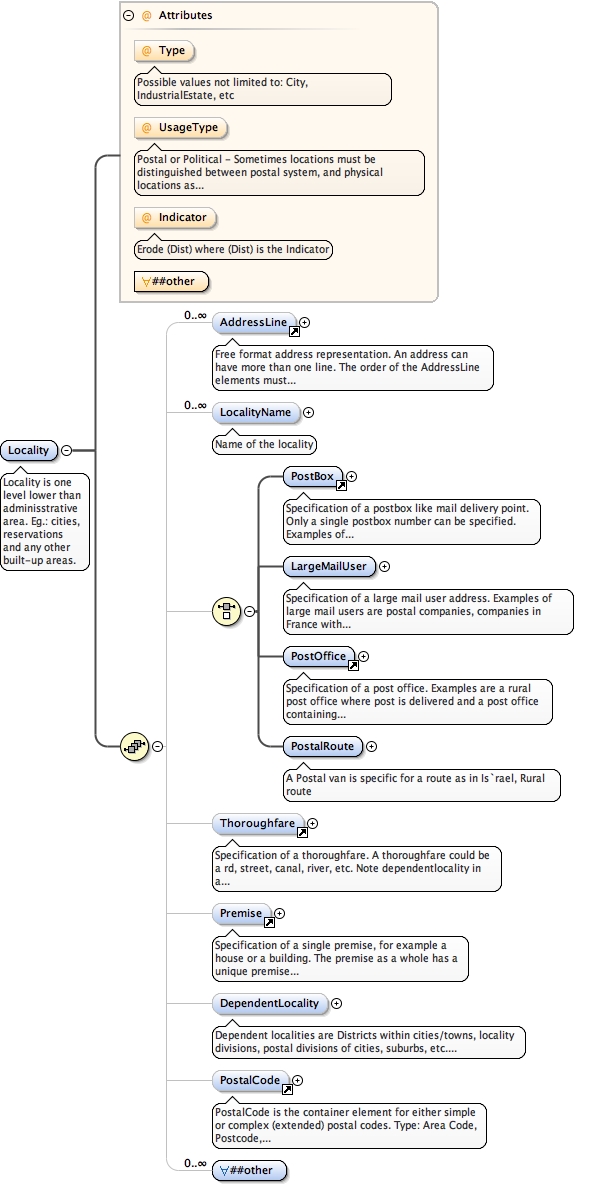 Attributes
@ Type
Possible values not limited to: City,
IndustrialEstate, etc
@ UsageType
Postal or Political – Sometimes locations must be
distinguished between postal system, and physical
locations as...
@ Indicator
Erode (Dist) where (Dist) is the Indicator
∀##other
0..∞
AddressLine
Free format address representation. An address can
have more than one line. The order of the AddressLine
elements must...
0..∞
LocalityName
Name of the locality
Locality
Locality is one
level lower than
adminisstrative
area. Eg.: cities,
reservations
and any other
built-up areas.
PostBox
Specification of a postbox like mail delivery point.
Only a single postbox number can be specified.
Examples of...
LargeMailUser
Specification of a large mail user address. Examples of
large mail users are postal companies, companies in
France with...
PostOffice
Specification of a post office. Examples are a rural
post office where post is delivered and a post office
containing...
PostalRoute
A Postal van is specific for a route as in Is`rael, Rural
route
Thoroughfare
Specification of a thoroughfare. A thoroughfare could be
a rd, street, canal, river, etc. Note dependentlocality in
a...
Premise
Specification of a single premise, for example a
house or a building. The premise as a whole has a
unique premise...
DependentLocality
Dependent localities are Districts within cities/towns, locality
divisions, postal divisions of cities, suburbs, etc....
PostalCode
PostalCode is the container element for either simple
or complex (extended) postal codes. Type: Area Code,
Postcode,...
0..∞
∀##other